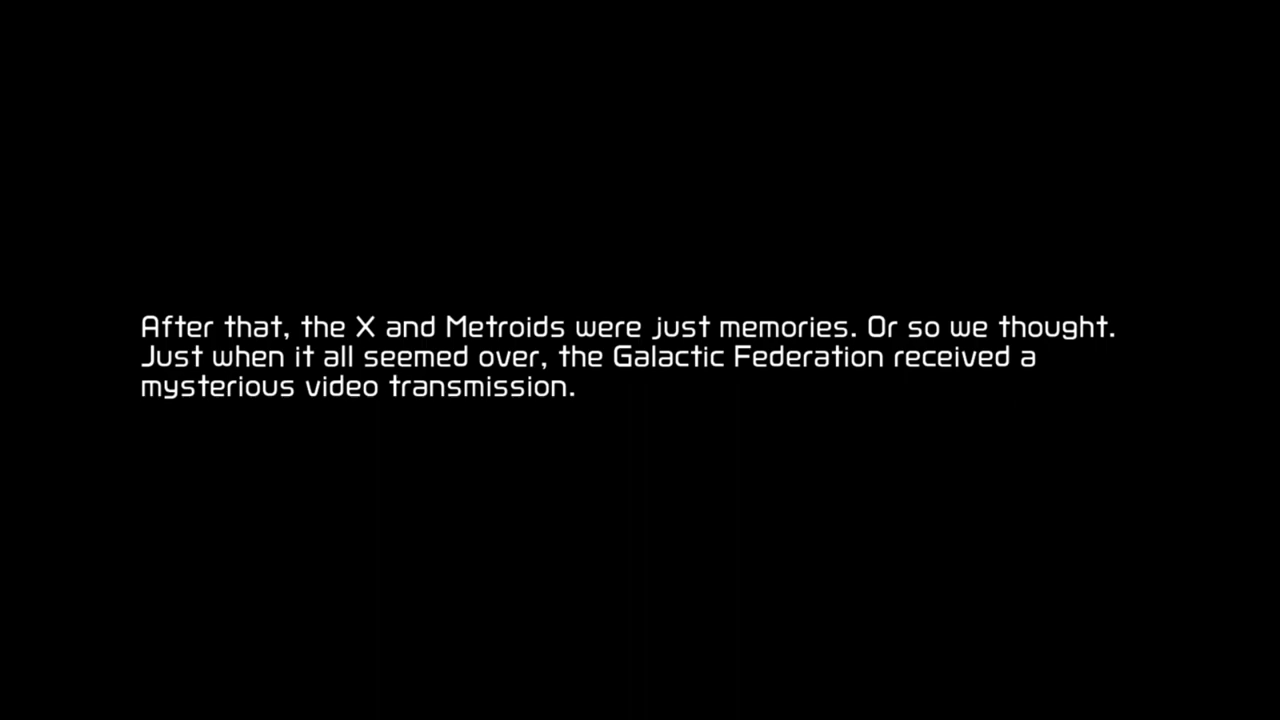 After that, the X and Metroids were just memories. Or so we thought.
Just when it all seemed over, the Galactic Federation received a
mysterious video transmission.